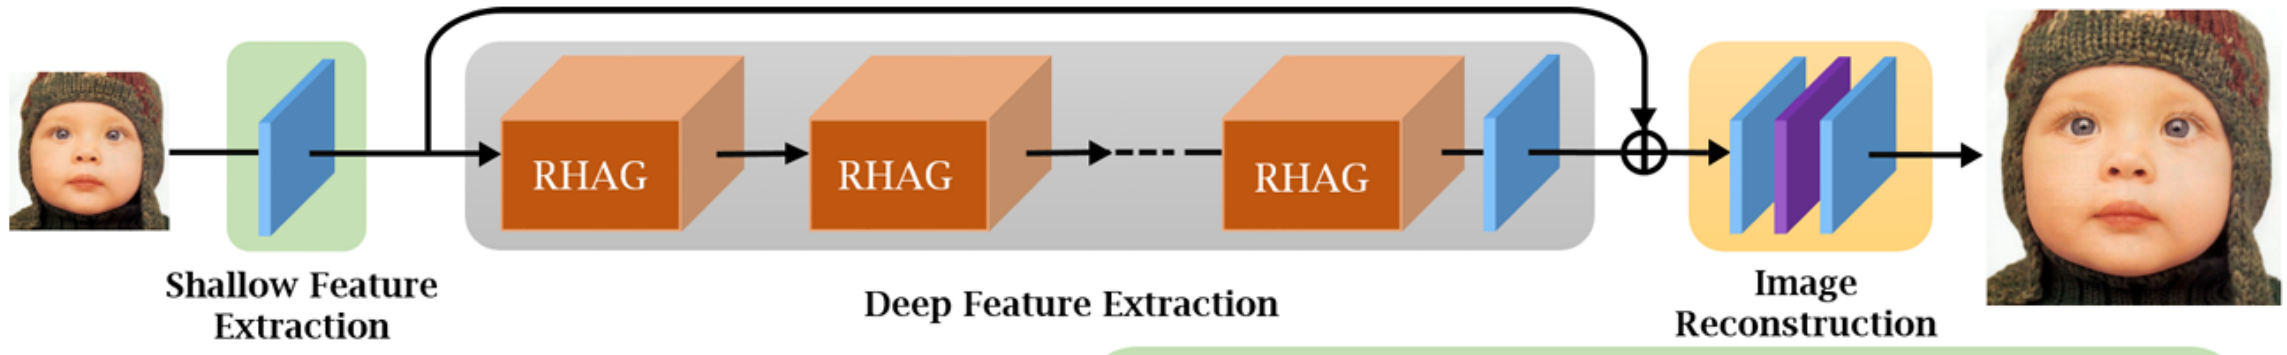 RHAG
RHAG
RHAG
Shallow Feature
Extraction
Deep Feature Extraction
Image
Reconstruction